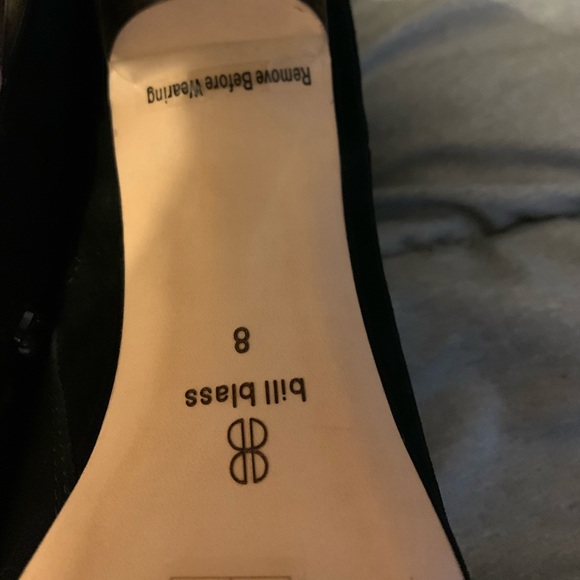 Remove Before Wearing
8
bill blass